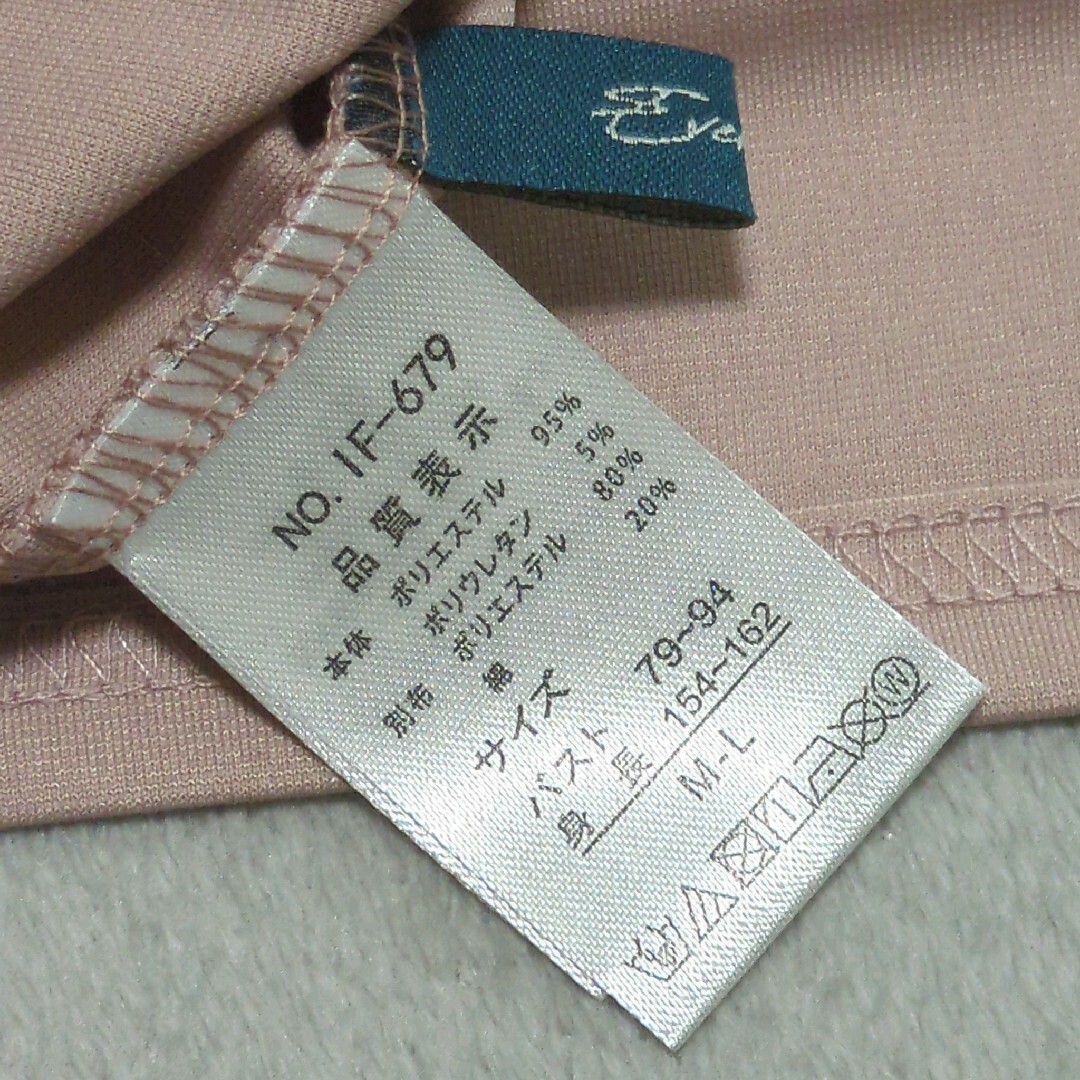 NO. IF-679
品質表示
本体 ポリエステル 95%
ポリウレタン 5%
別布 ポリエステル 80%
綿 20%
サイズ
バスト 79~94
身長 154~162
M-L
W